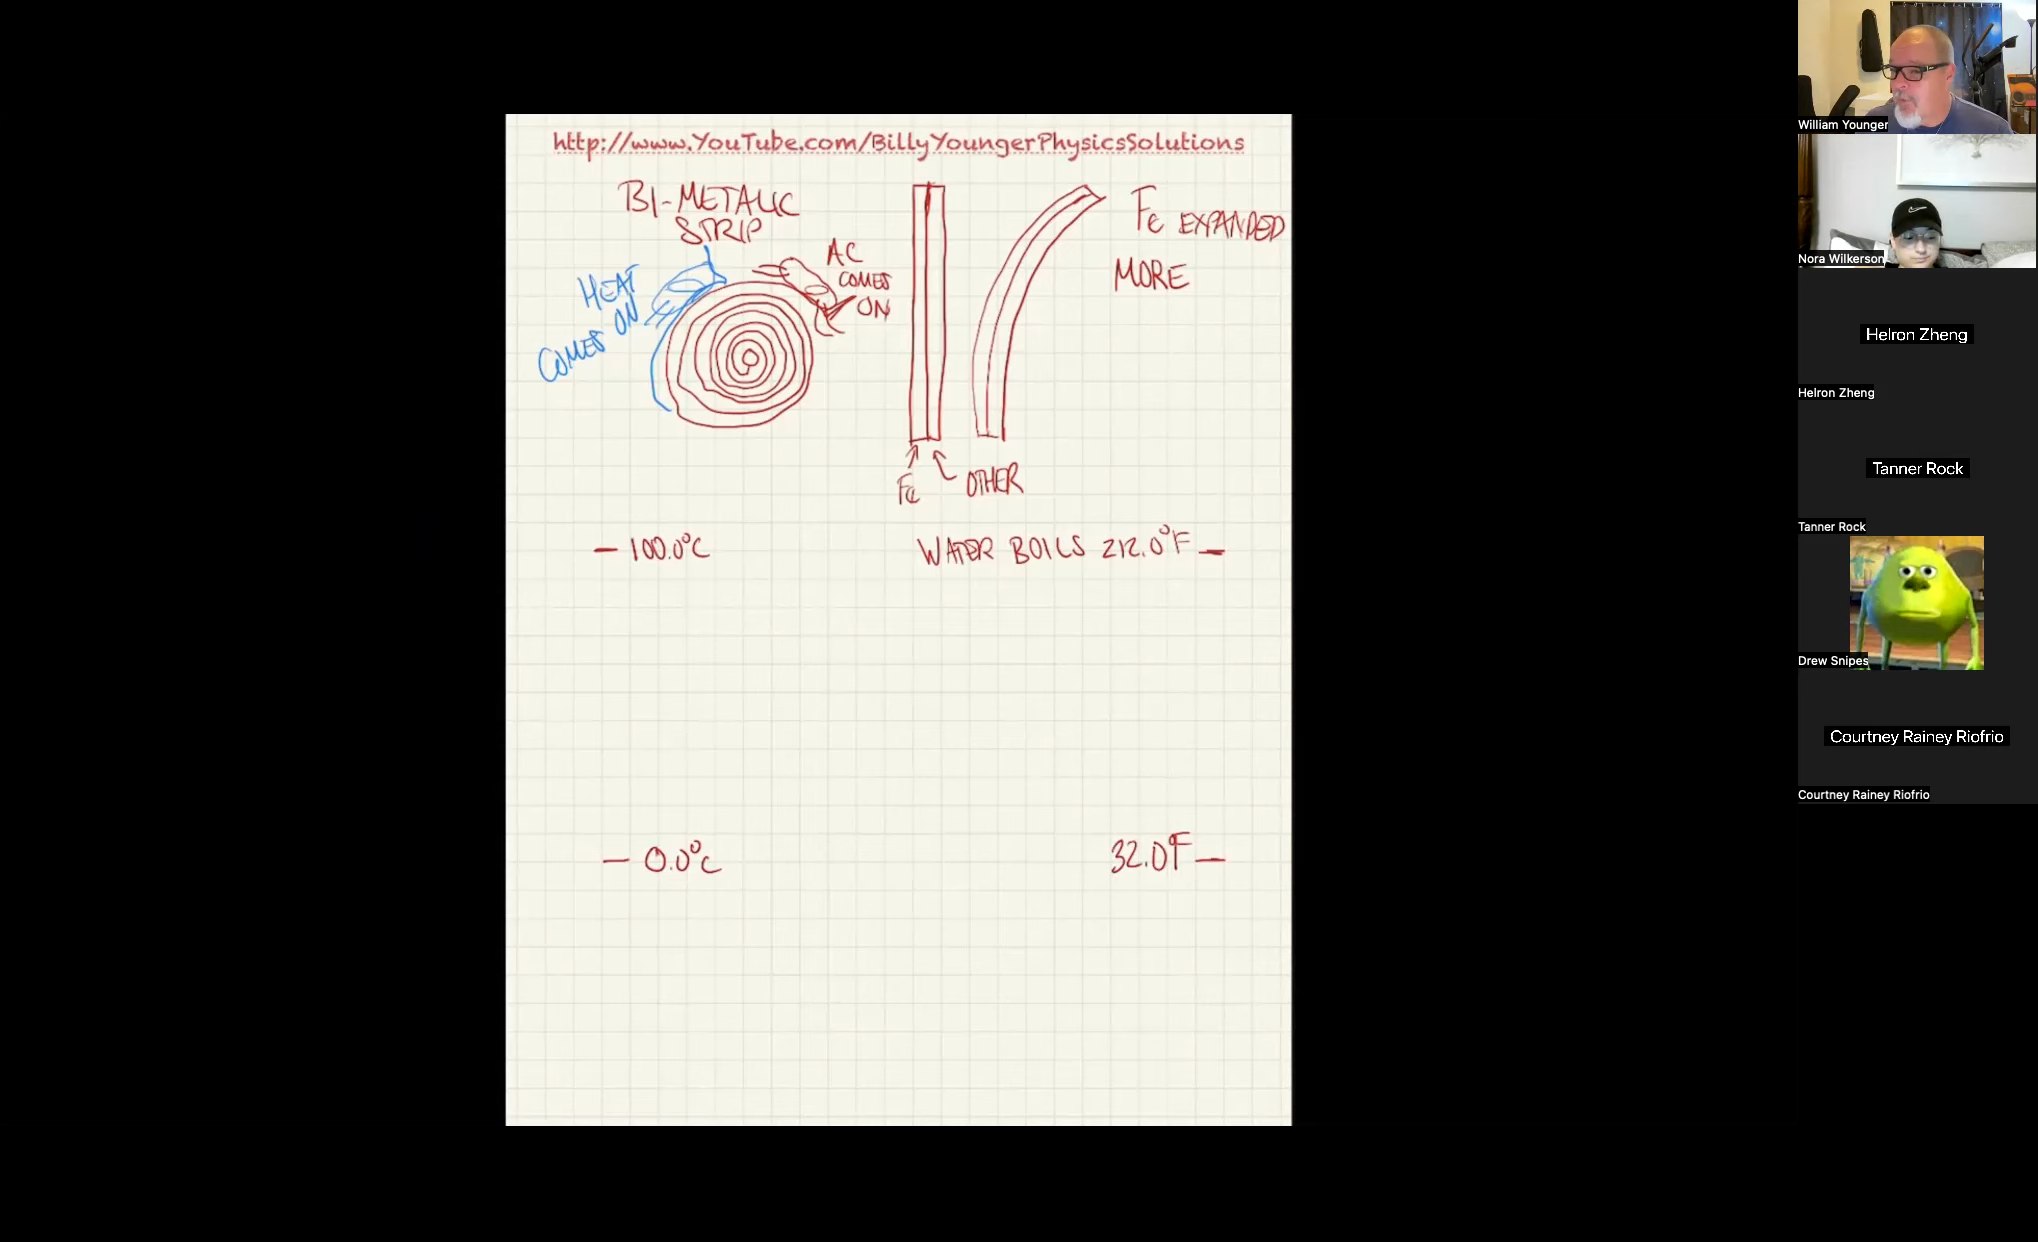 http://www.YouTube.com/BillyYoungerPhysicsSolutions
BI-METALIC
STRIP
HEAT
COMES ON
AC
COMES
ON
Fe EXPANDED
MORE
Fe
OTHER
— 100.0°C
WATER BOILS 212.0°F —
— 0.0°C
32.0°F —
William Younger
Nora Wilkerson
Helron Zheng
Helron Zheng
Tanner Rock
Tanner Rock
Drew Snipes
Courtney Rainey Riofrio
Courtney Rainey Riofrio